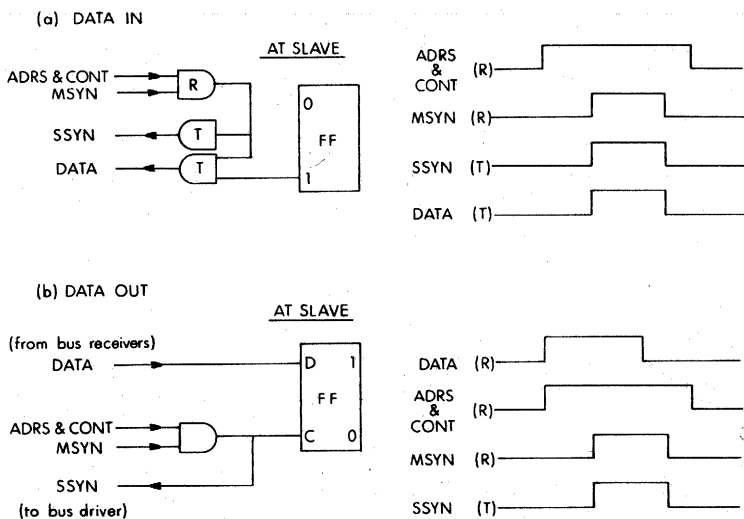 (a) DATA IN
AT SLAVE
ADRS & CONT
MSYN
R
SSYN
T
DATA
T
0
FF
1
ADRS
&
CONT
(R)
MSYN (R)
SSYN (T)
DATA (T)
(b) DATA OUT
AT SLAVE
(from bus receivers)
DATA
D 1
FF
C 0
ADRS & CONT
MSYN
SSYN
(to bus driver)
DATA (R)
ADRS
&
CONT
(R)
MSYN (R)
SSYN (T)